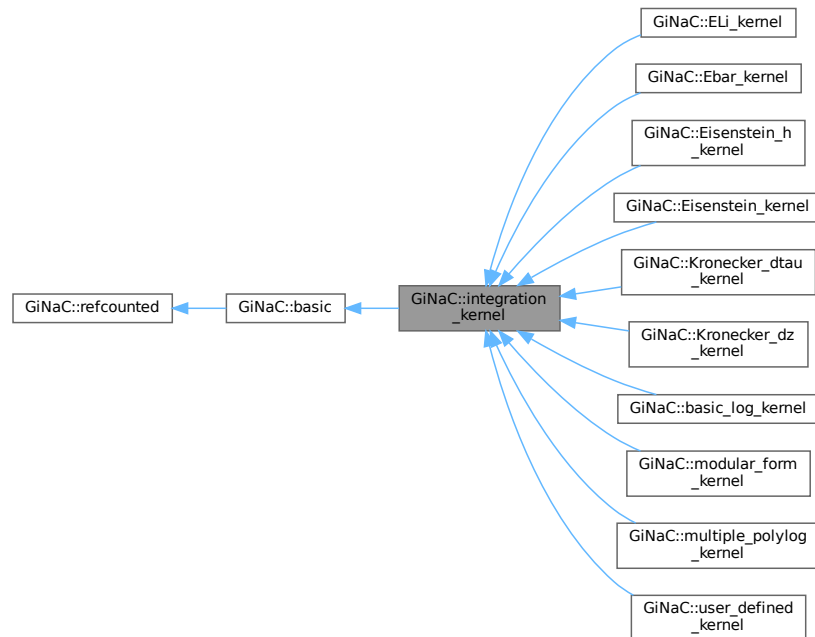 GiNaC::ELi_kernel
GiNaC::Ebar_kernel
GiNaC::Eisenstein_h
_kernel
GiNaC::Eisenstein_kernel
GiNaC::Kronecker_dtau
_kernel
GiNaC::refcounted
GiNaC::basic
GiNaC::integration
_kernel
GiNaC::Kronecker_dz
_kernel
GiNaC::basic_log_kernel
GiNaC::modular_form
_kernel
GiNaC::multiple_polylog
_kernel
GiNaC::user_defined
_kernel